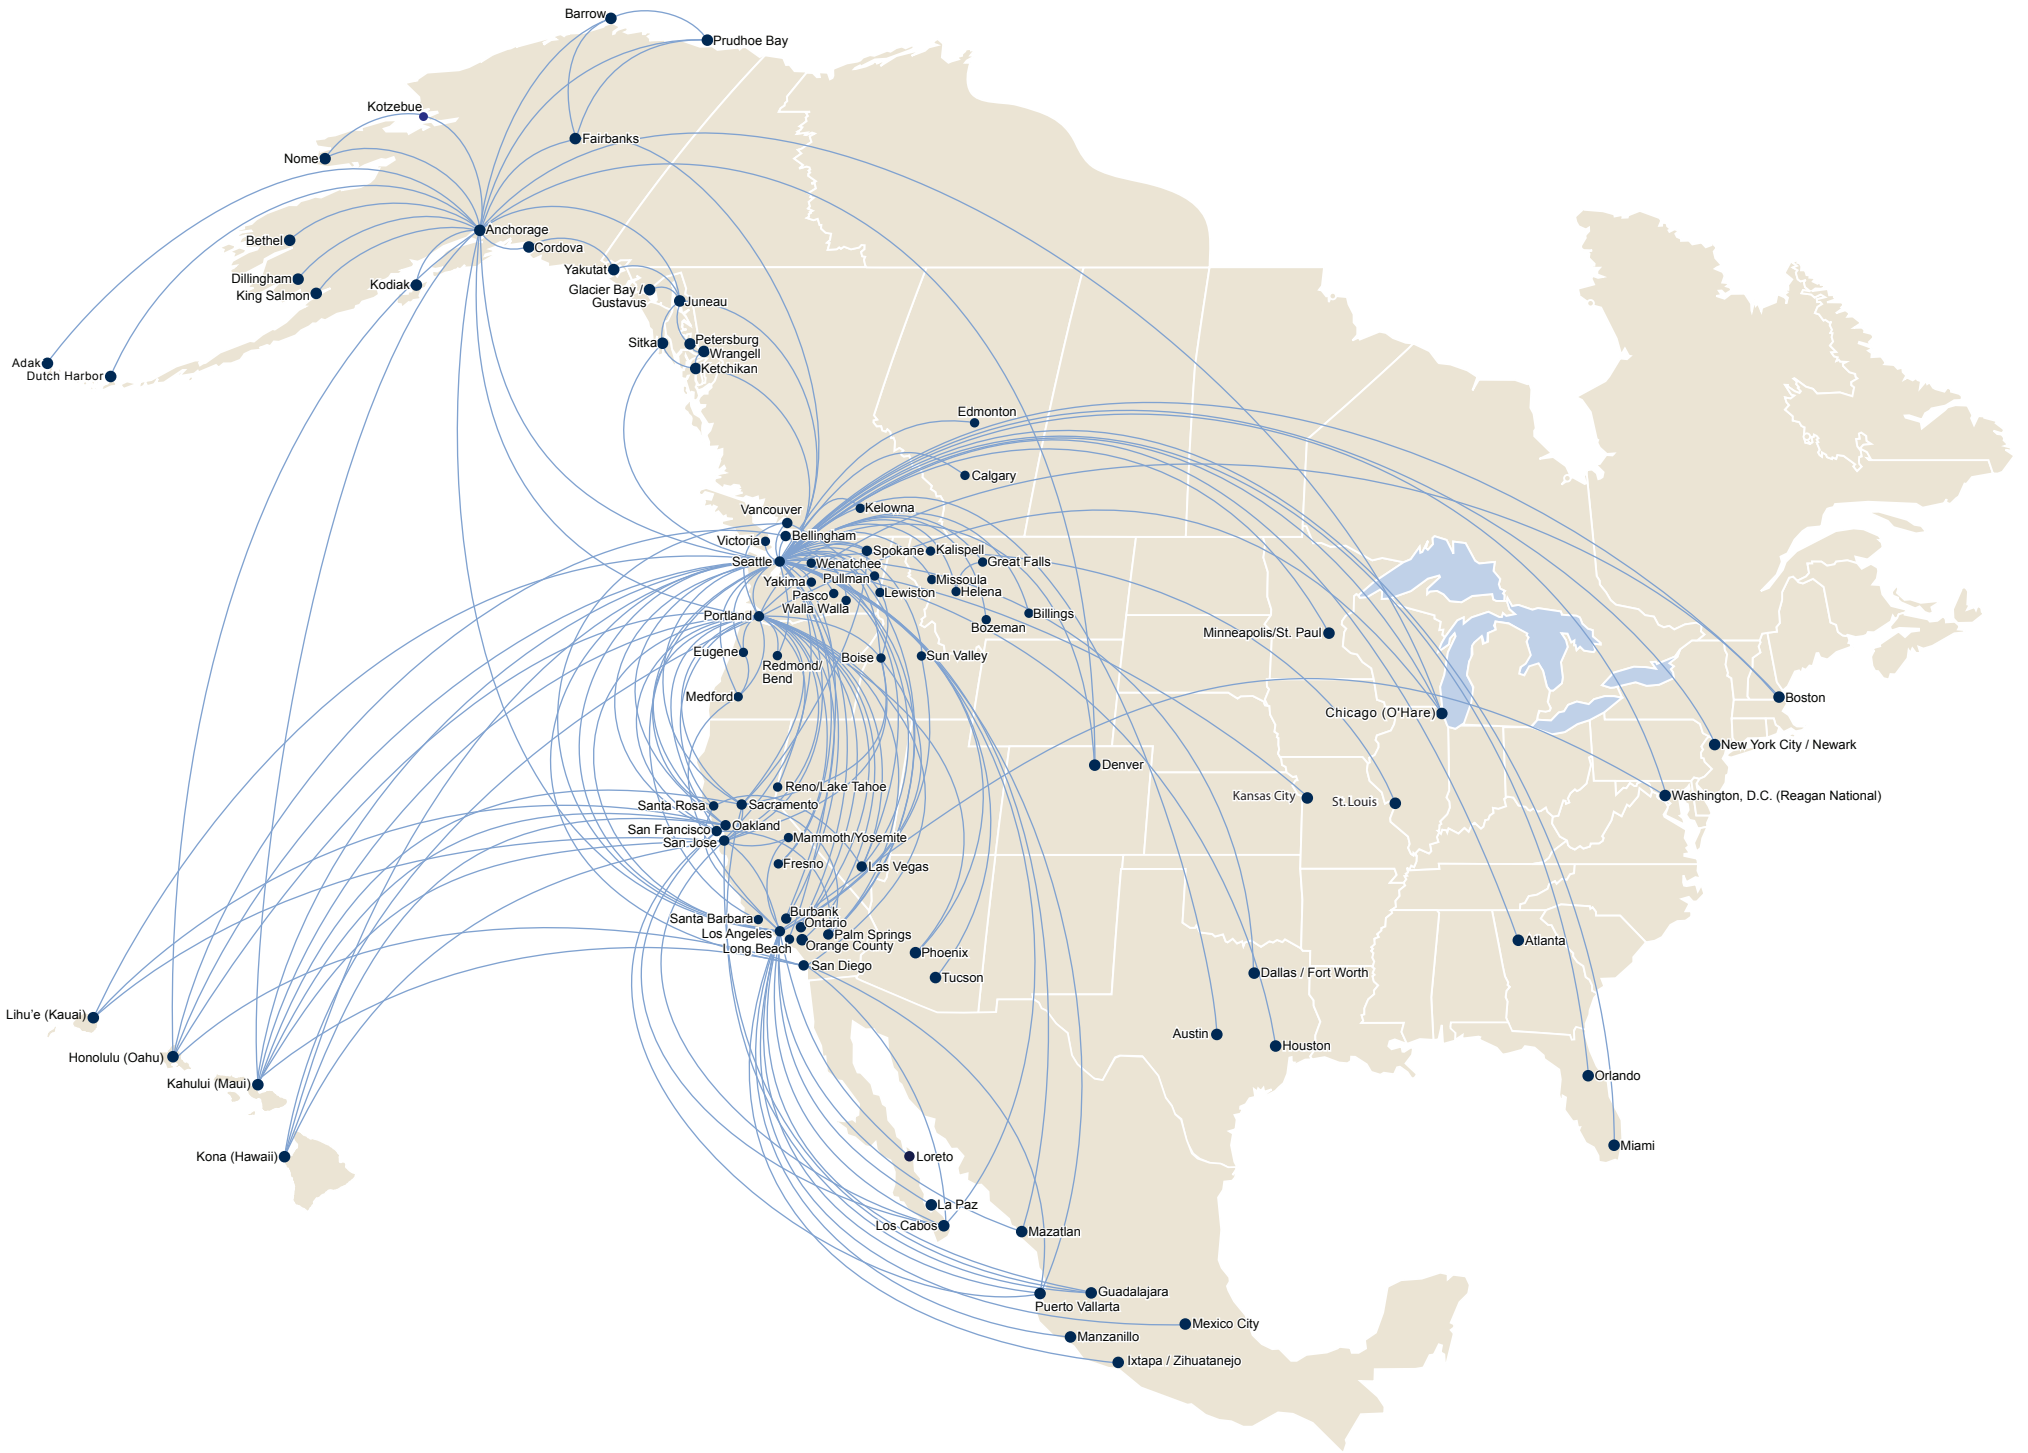 Barrow
Prudhoe Bay
Kotzebue
Fairbanks
Nome
Anchorage
Bethel
Cordova
Yakutat
Dillingham
King Salmon
Kodiak
Glacier Bay /
Gustavus
Juneau
Sitka
Petersburg
Wrangell
Ketchikan
Adak
Dutch Harbor
Edmonton
Calgary
Kelowna
Vancouver
Bellingham
Victoria
Spokane
Kalispell
Seattle
Wenatchee
Great Falls
Yakima
Pullman
Missoula
Pasco
Lewiston
Helena
Walla Walla
Portland
Billings
Bozeman
Minneapolis/St. Paul
Eugene
Redmond/
Bend
Boise
Sun Valley
Medford
Boston
Chicago (O'Hare)
New York City / Newark
Denver
Reno/Lake Tahoe
Kansas City
St.Louis
Washington, D.C. (Reagan National)
Santa Rosa
Sacramento
Oakland
San Francisco
San Jose
Mammoth/Yosemite
Fresno
Las Vegas
Santa Barbara
Burbank
Ontario
Los Angeles
Palm Springs
Long Beach
Orange County
Atlanta
Phoenix
San Diego
Tucson
Dallas / Fort Worth
Lihu'e (Kauai)
Austin
Houston
Honolulu (Oahu)
Kahului (Maui)
Orlando
Miami
Kona (Hawaii)
Loreto
La Paz
Los Cabos
Mazatlan
Guadalajara
Puerto Vallarta
Mexico City
Manzanillo
Ixtapa / Zihuatanejo